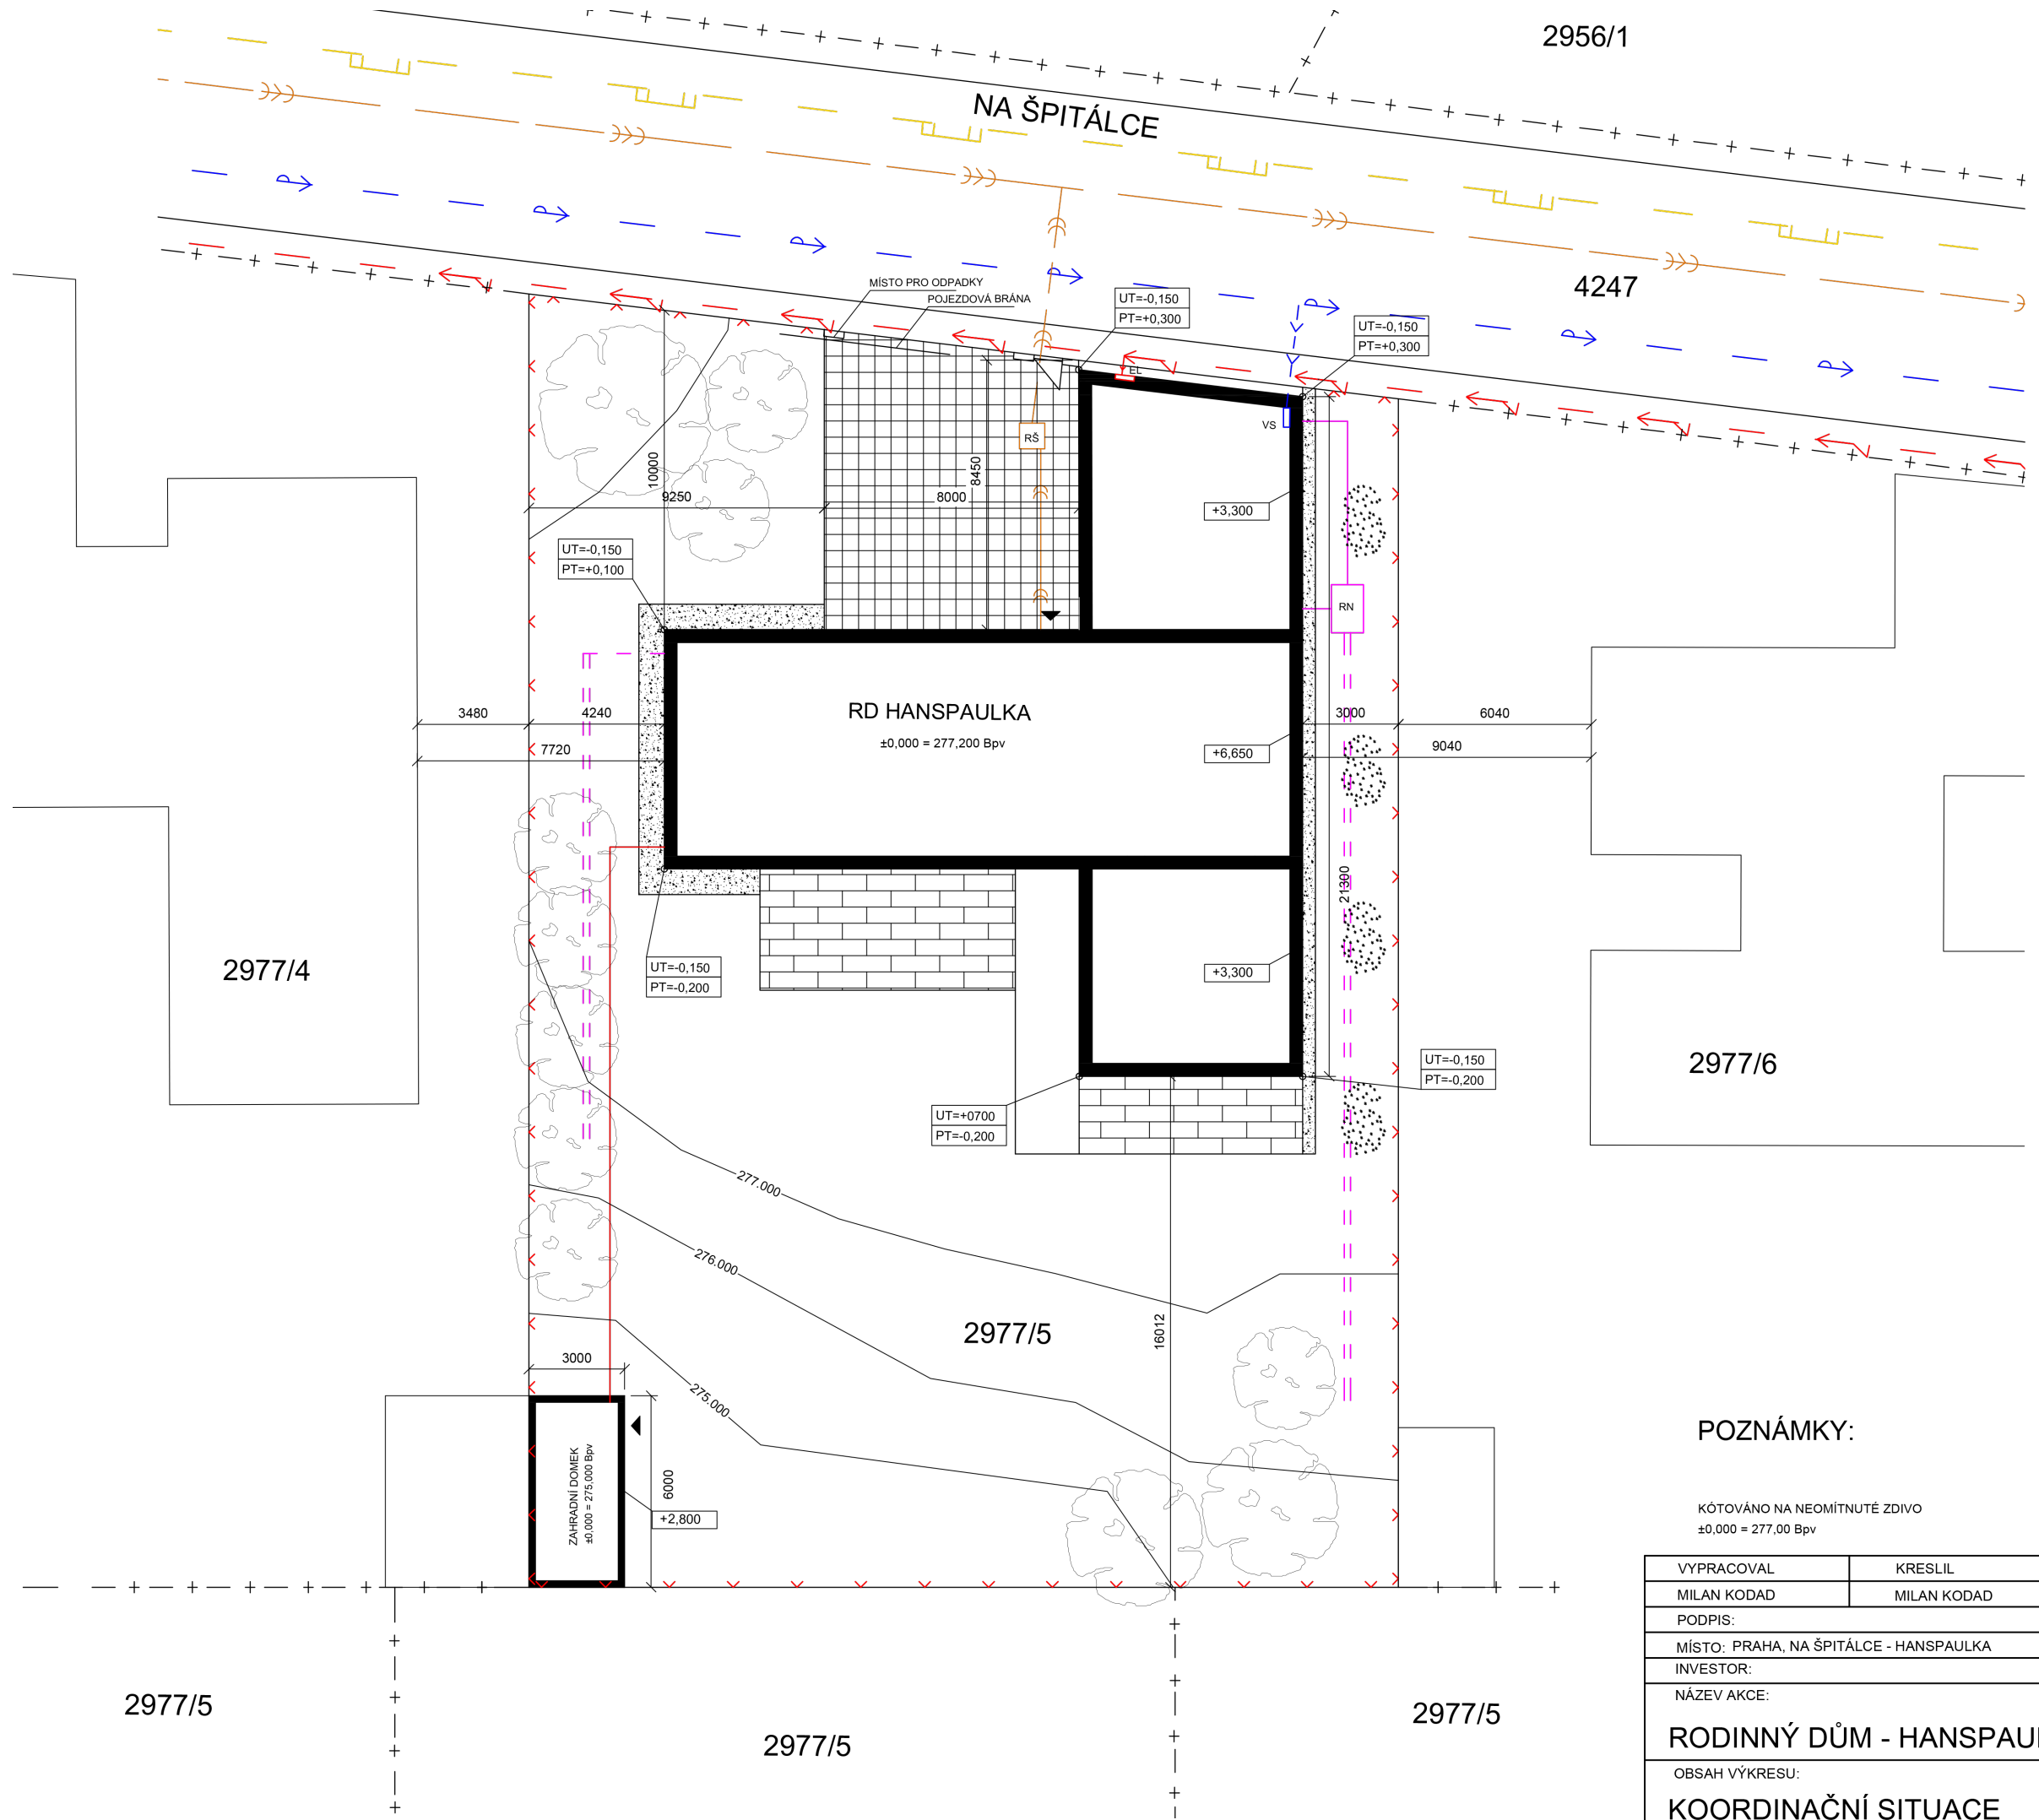 2956/1
NA ŠPITÁLCE
4247
MÍSTO PRO ODPADKY
POJEZDOVÁ BRÁNA
UT=-0,150
PT=+0,300
UT=-0,150
PT=+0,300
EL
VS
RŠ
10000
8450
9250
8000
+3,300
UT=-0,150
PT=+0,100
RN
RD HANSPAULKA
±0,000 = 277,200 Bpv
3480
4240
7720
3000
6040
9040
+6,650
21300
2977/4
UT=-0,150
PT=-0,200
+3,300
2977/6
UT=-0,150
PT=-0,200
UT=+0700
PT=-0,200
277.000
276.000
275.000
2977/5
16012
3000
6000
ZAHRADNÍ DOMEK
±0,000 = 275,000 Bpv
+2,800
POZNÁMKY:
KÓTOVÁNO NA NEOMÍTNUTÉ ZDIVO
±0,000 = 277,00 Bpv
VYPRACOVAL
KRESLIL
MILAN KODAD
MILAN KODAD
PODPIS:
MÍSTO: PRAHA, NA ŠPITÁLCE - HANSPAULKA
INVESTOR:
NÁZEV AKCE:
RODINNÝ DŮM - HANSPAUL
OBSAH VÝKRESU:
KOORDINAČNÍ SITUACE
2977/5
2977/5
2977/5